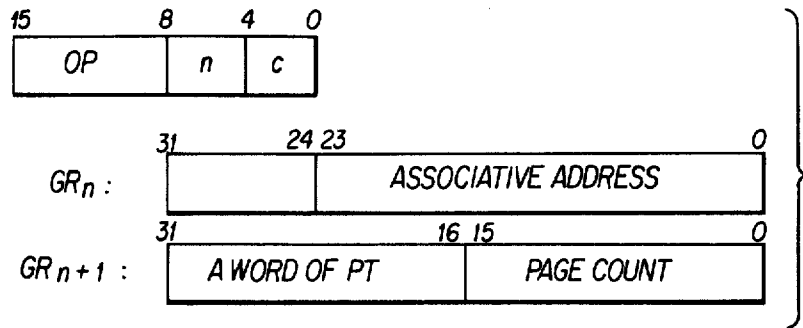 15 8 4 0
OP n c
31 24 23 0
GRn : ASSOCIATIVE ADDRESS
31 16 15 0
GRn+1 : A WORD OF PT PAGE COUNT